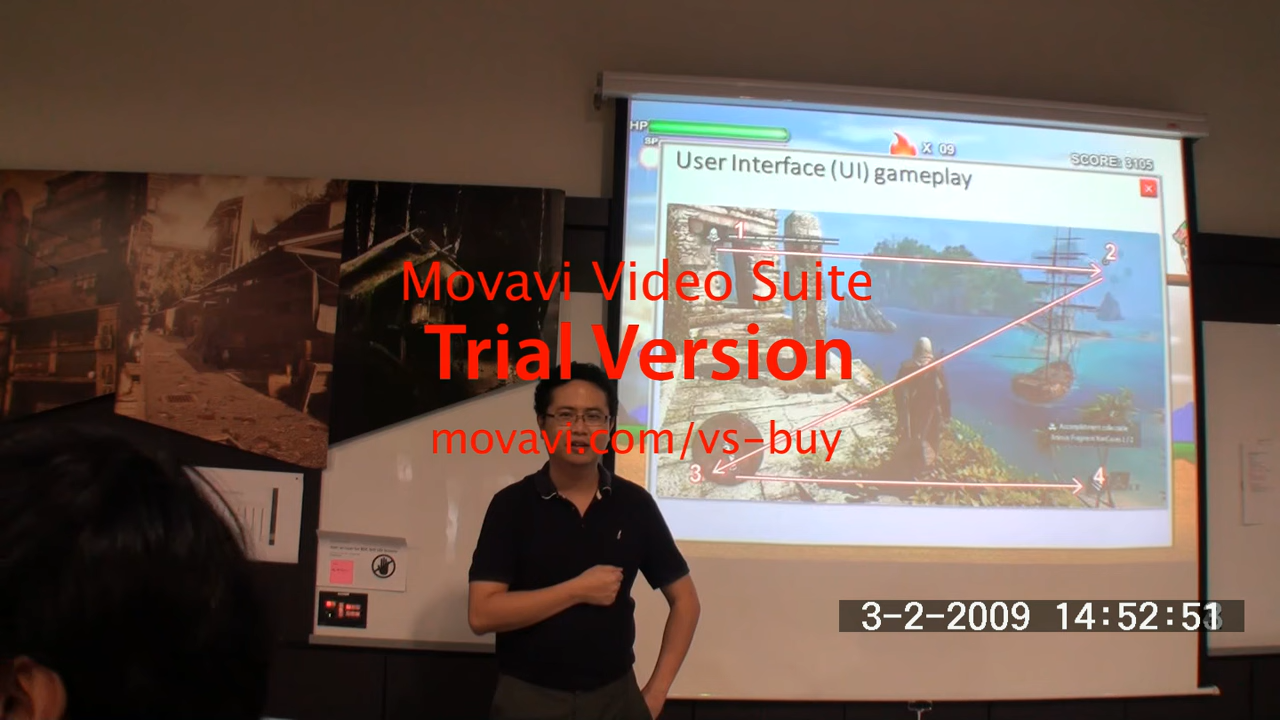 HP
SP
X 09
SCORE: 3105
User Interface (UI) gameplay
1
2
3
4
Movavi Video Suite
Trial Version
movavi.com/vs-buy
3-2-2009 14:52:51